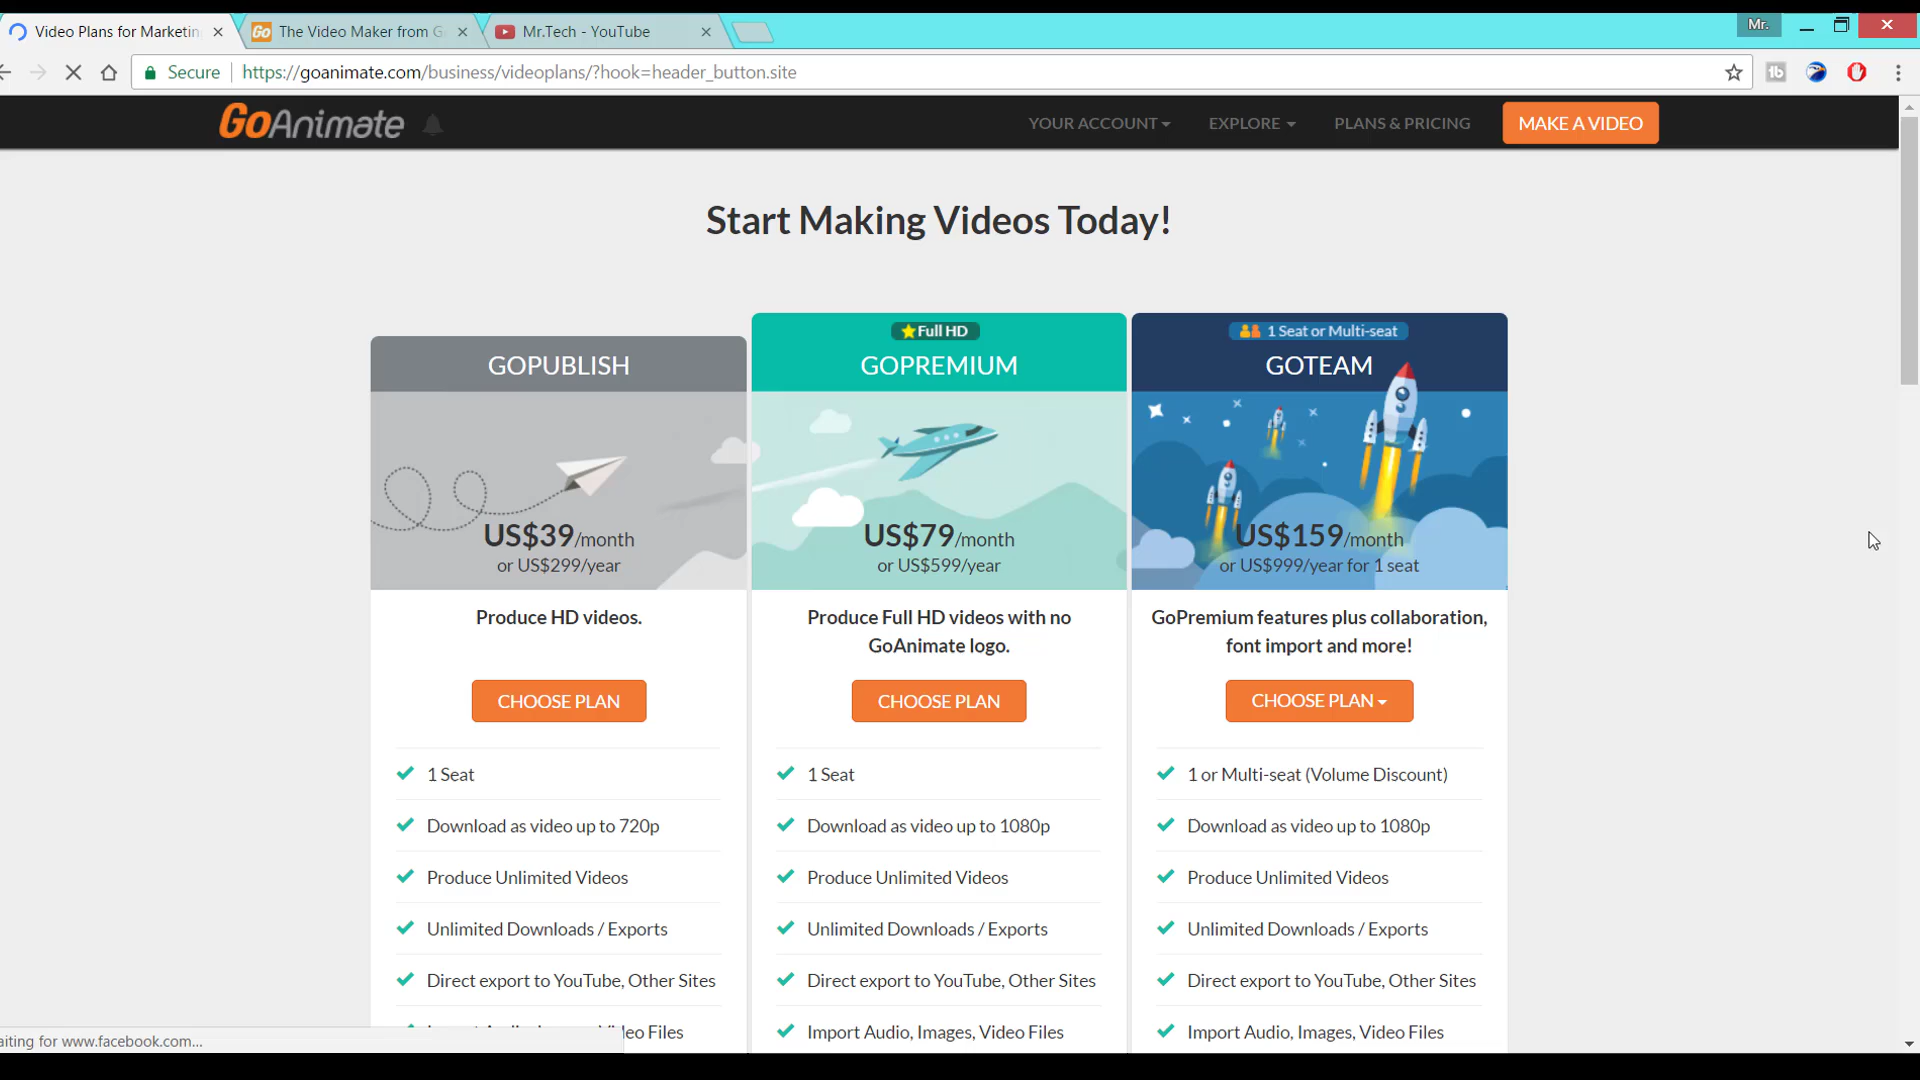 Video Plans for Marketin
The Video Maker from G
Mr.Tech - YouTube
Mr.
Secure
https://goanimate.com/business/videoplans/?hook=header_button.site
GoAnimate
YOUR ACCOUNT
EXPLORE
PLANS & PRICING
MAKE A VIDEO
Start Making Videos Today!
GOPUBLISH
US$39/month
or US$299/year
Produce HD videos.
CHOOSE PLAN
1 Seat
Download as video up to 720p
Produce Unlimited Videos
Unlimited Downloads / Exports
Direct export to YouTube, Other Sites
Files
Full HD
GOPREMIUM
US$79/month
or US$599/year
Produce Full HD videos with no
GoAnimate logo.
CHOOSE PLAN
1 Seat
Download as video up to 1080p
Produce Unlimited Videos
Unlimited Downloads / Exports
Direct export to YouTube, Other Sites
Import Audio, Images, Video Files
1 Seat or Multi-seat
GOTEAM
US$159/month
or US$999/year for 1 seat
GoPremium features plus collaboration,
font import and more!
CHOOSE PLAN
1 or Multi-seat (Volume Discount)
Download as video up to 1080p
Produce Unlimited Videos
Unlimited Downloads / Exports
Direct export to YouTube, Other Sites
Import Audio, Images, Video Files
aiting for www.facebook.com...